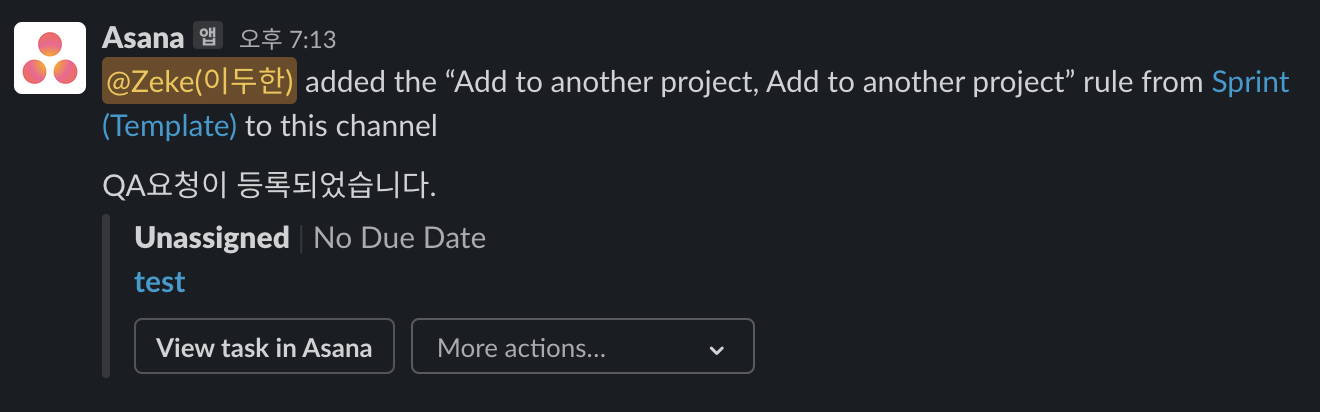 Asana 앱 오후 7:13
@Zeke(이두한) added the “Add to another project, Add to another project” rule from Sprint
(Template) to this channel
QA요청이 등록되었습니다.
Unassigned | No Due Date
test
View task in Asana More actions...